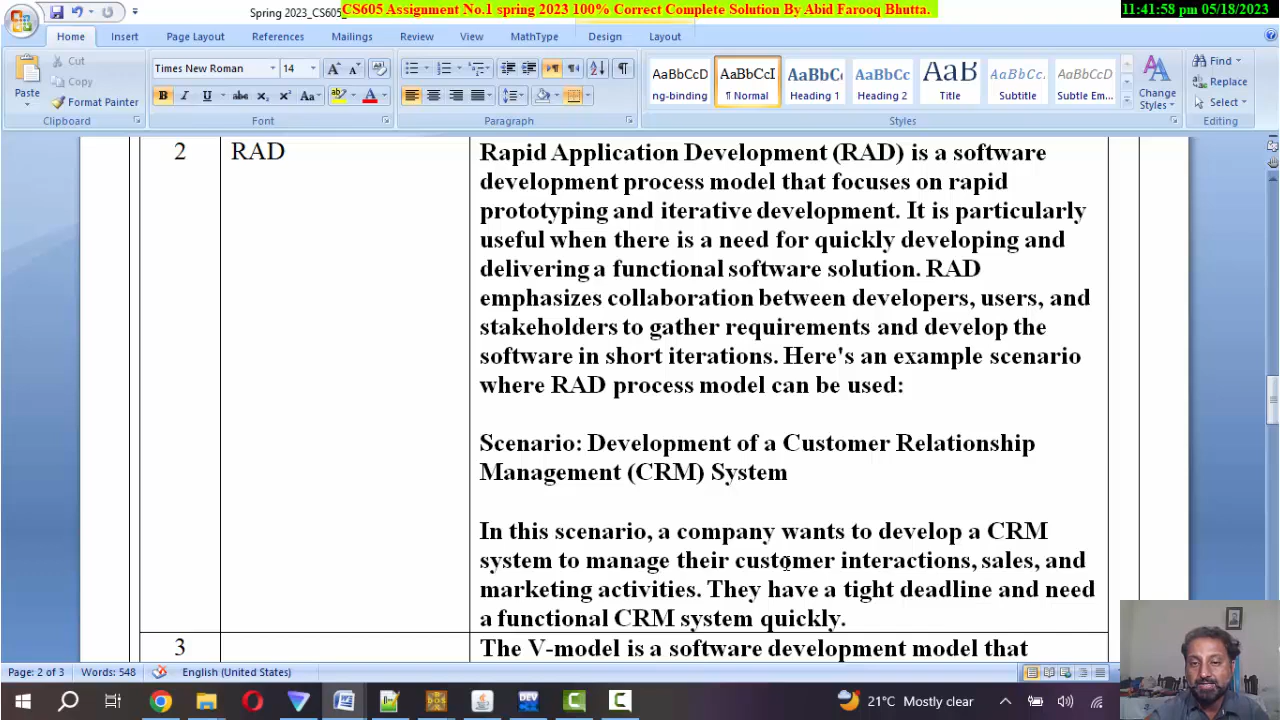 Spring 2023_CS605_
CS605 Assignment No.1 spring 2023 100% Correct Complete Solution By Abid Farooq Bhutta.
11:41:58 pm 05/18/2023
Home Insert Page Layout References Mailings Review View MathType Design Layout
Cut
Copy
Format Painter
Paste
Clipboard
Times New Roman 14
Font
Paragraph
AaBbCcD AaBbCcI AaBbC AaBbCc AaB AaBbCc. AaBbCcD
ng-binding ¶ Normal Heading 1 Heading 2 Title Subtitle Subtle Em...
Styles
Change Styles
Find
Replace
Select
Editing
2 RAD Rapid Application Development (RAD) is a software
development process model that focuses on rapid
prototyping and iterative development. It is particularly
useful when there is a need for quickly developing and
delivering a functional software solution. RAD
emphasizes collaboration between developers, users, and
stakeholders to gather requirements and develop the
software in short iterations. Here's an example scenario
where RAD process model can be used:
Scenario: Development of a Customer Relationship
Management (CRM) System
In this scenario, a company wants to develop a CRM
system to manage their customer interactions, sales, and
marketing activities. They have a tight deadline and need
a functional CRM system quickly.
3 The V-model is a software development model that
Page: 2 of 3 Words: 548 English (United States)
21°C Mostly clear